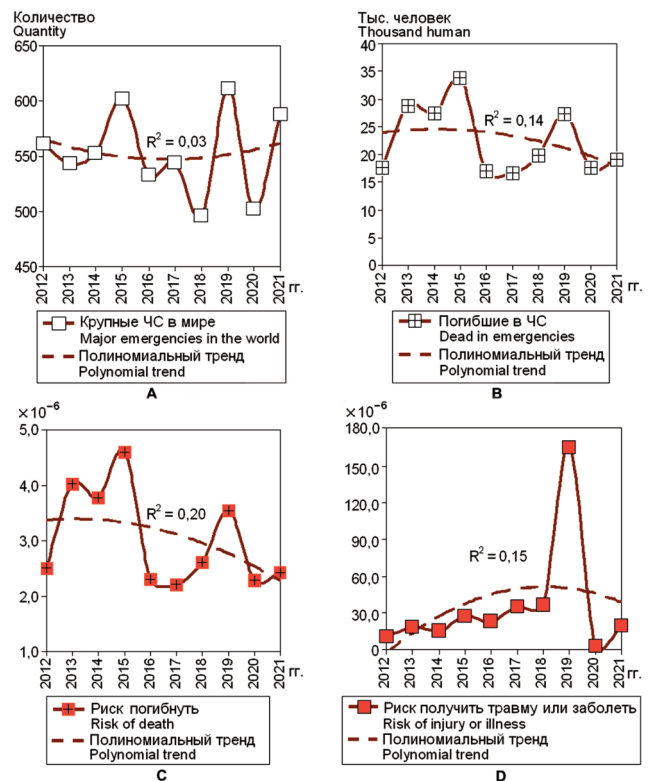 Количество
Quantity
650
600
550
500
450
R² = 0,03
2012
2013
2014
2015
2016
2017
2018
2019
2020
2021
гг.
Крупные ЧС в мире
Major emergencies in the world
Полиномиальный тренд
Polynomial trend
A
Тыс. человек
Thousand human
40
35
30
25
20
15
10
5
0
R² = 0,14
2012
2013
2014
2015
2016
2017
2018
2019
2020
2021
гг.
Погибшие в ЧС
Dead in emergencies
Полиномиальный тренд
Polynomial trend
B
×10⁻⁶
5,0
4,0
3,0
2,0
1,0
R² = 0,20
2012
2013
2014
2015
2016
2017
2018
2019
2020
2021
гг.
Риск погибнуть
Risk of death
Полиномиальный тренд
Polynomial trend
C
×10⁻⁶
180,0
150,0
120,0
90,0
60,0
30,0
0
R² = 0,15
2012
2013
2014
2015
2016
2017
2018
2019
2020
2021
гг.
Риск получить травму или заболеть
Risk of injury or illness
Полиномиальный тренд
Polynomial trend
D